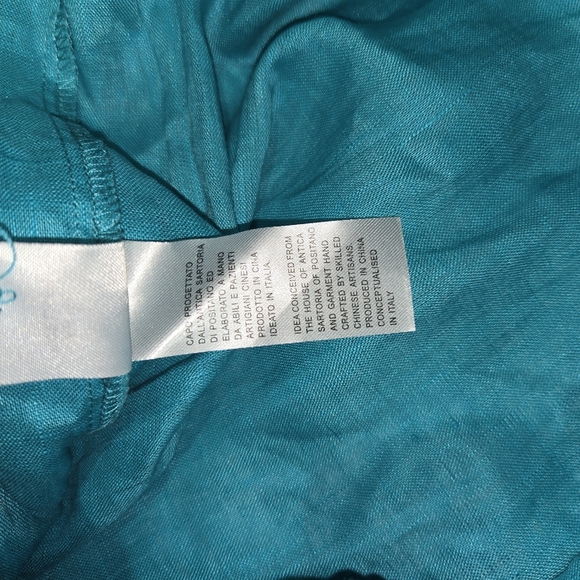 CAPO PROGETTATO
DALL'ANTICA SARTORIA
DI POSITANO ED
ELABORATO A MANO
DA ABILI E PAZIENTI
ARTIGIANI CINESI
PRODOTTO IN CINA
IDEATO IN ITALIA.
IDEA CONCEIVED FROM
THE HOUSE OF ANTICA
SARTORIA OF POSITANO
AND GARMENT HAND
CRAFTED BY SKILLED
CHINESE ARTISANS.
PRODUCED IN CHINA
CONCEPTUALISED
IN ITALY